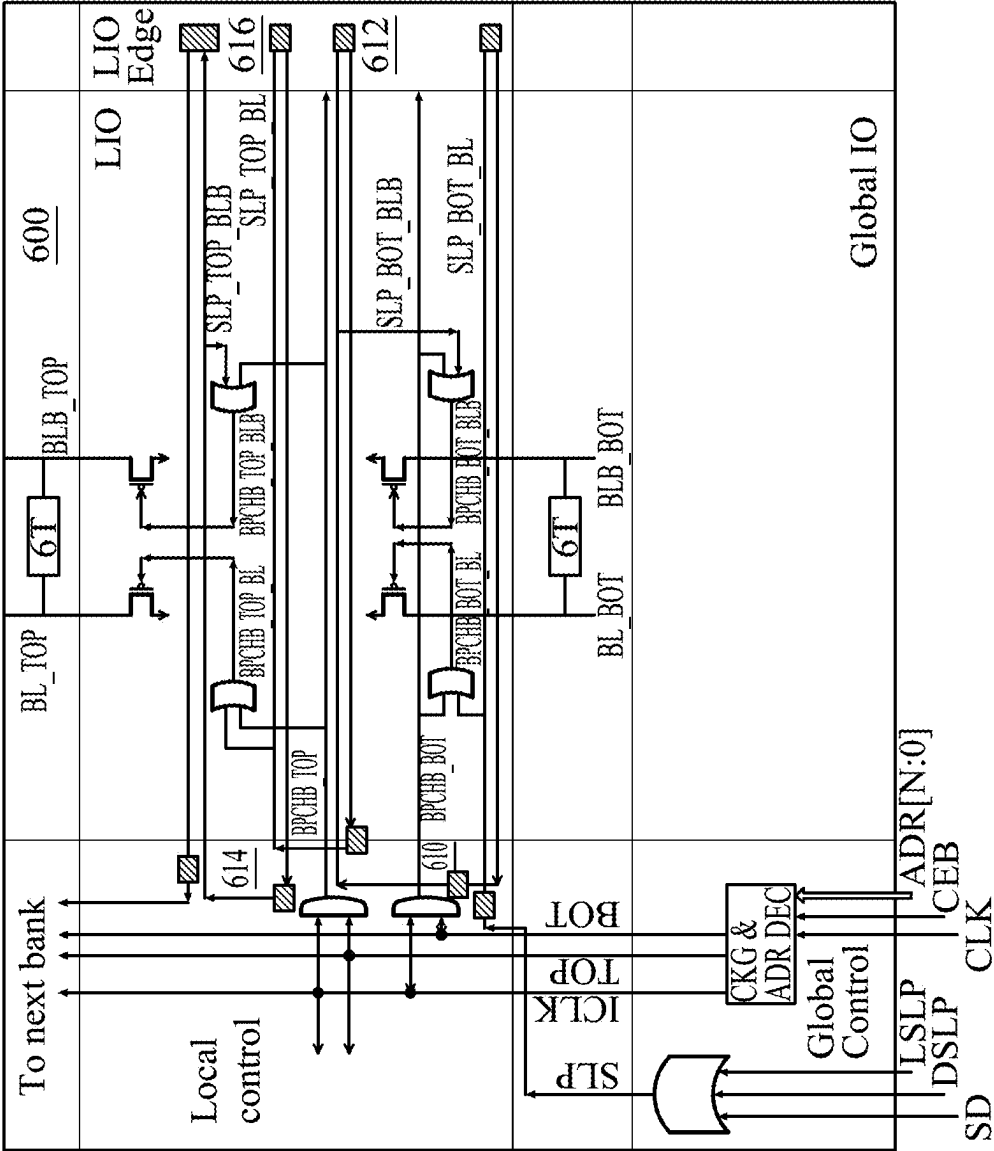 To next bank
Local
control
ICLK
TOP
BOT
SLP
CKG &
ADR DEC
Global
Control
SD
DSLP
LSLP
CLK
CEB
ADR[N:0]
600
LIO
LIO
Edge
616
612
614
610
BL_TOP
BLB_TOP
6T
SLP_TOP_BLB
SLP_TOP_BL
BPCHB_TOP_BL
BPCHB_TOP_BLB
BPCHB_TOP
SLP_BOT_BLB
SLP_BOT_BL
BPCHB_BOT
BPCHB_BOT_BL
BPCHB_BOT_BLB
6T
BL_BOT
BLB_BOT
Global IO